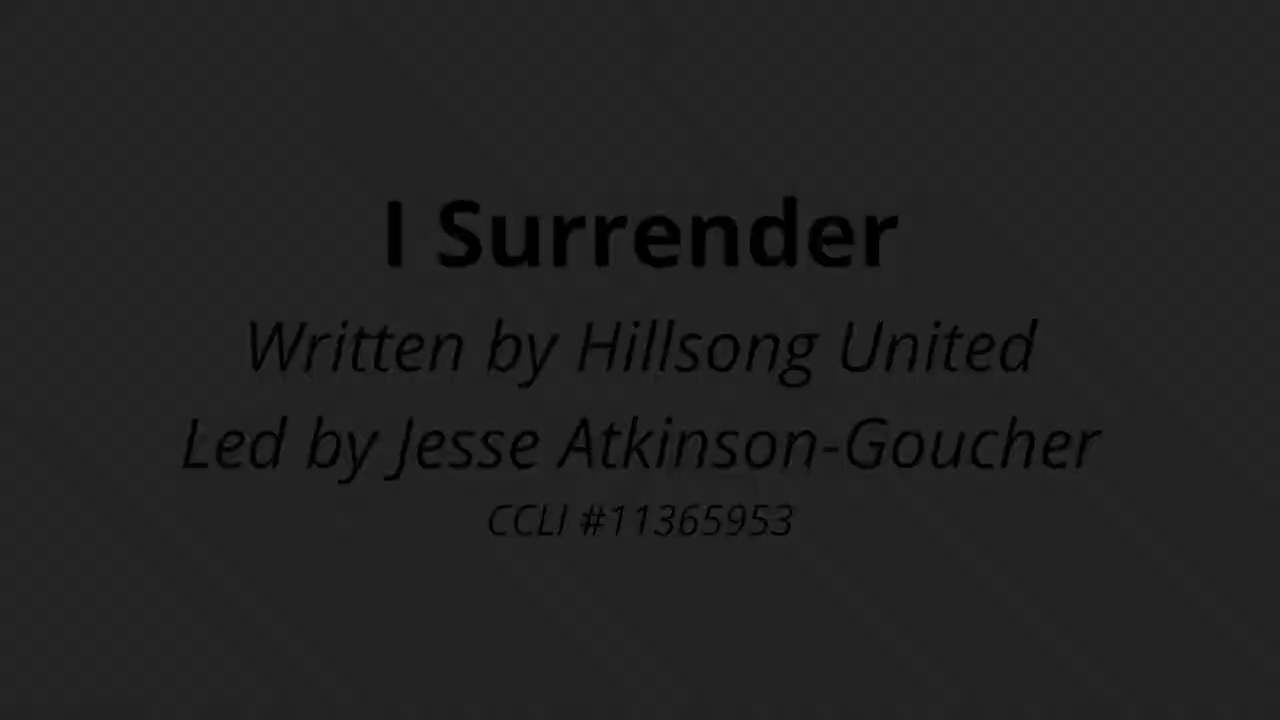 I Surrender
Written by Hillsong United
Led by Jesse Atkinson-Goucher
CCLI #11365953